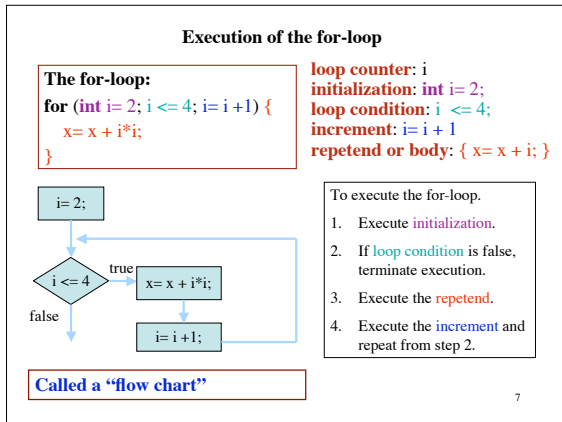 Execution of the for-loop
The for-loop:
for (int i= 2; i <= 4; i= i +1) {
x= x + i*i;
}
loop counter: i
initialization: int i= 2;
loop condition: i <= 4;
increment: i= i + 1
repetend or body: { x= x + i; }
i= 2;
i <= 4
true
x= x + i*i;
false
i= i +1;
To execute the for-loop.
1. Execute initialization.
2. If loop condition is false,
terminate execution.
3. Execute the repetend.
4. Execute the increment and
repeat from step 2.
Called a “flow chart”
7